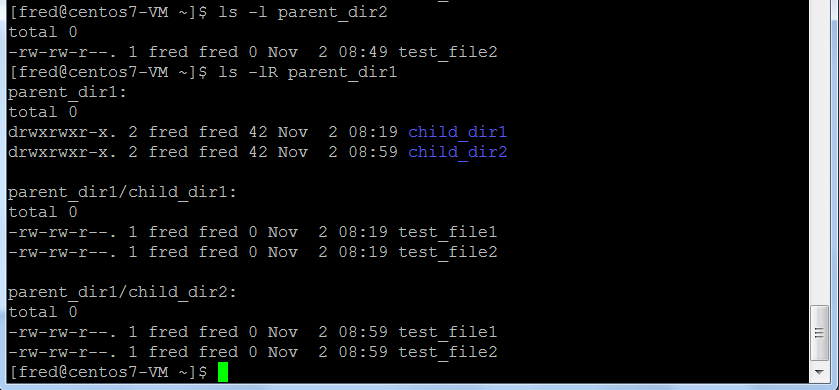 [fred@centos7-VM ~]$ ls -l parent_dir2
total 0
-rw-rw-r--. 1 fred fred 0 Nov  2 08:49 test_file2
[fred@centos7-VM ~]$ ls -lR parent_dir1
parent_dir1:
total 0
drwxrwxr-x. 2 fred fred 42 Nov  2 08:19 child_dir1
drwxrwxr-x. 2 fred fred 42 Nov  2 08:59 child_dir2

parent_dir1/child_dir1:
total 0
-rw-rw-r--. 1 fred fred 0 Nov  2 08:19 test_file1
-rw-rw-r--. 1 fred fred 0 Nov  2 08:19 test_file2

parent_dir1/child_dir2:
total 0
-rw-rw-r--. 1 fred fred 0 Nov  2 08:59 test_file1
-rw-rw-r--. 1 fred fred 0 Nov  2 08:59 test_file2
[fred@centos7-VM ~]$